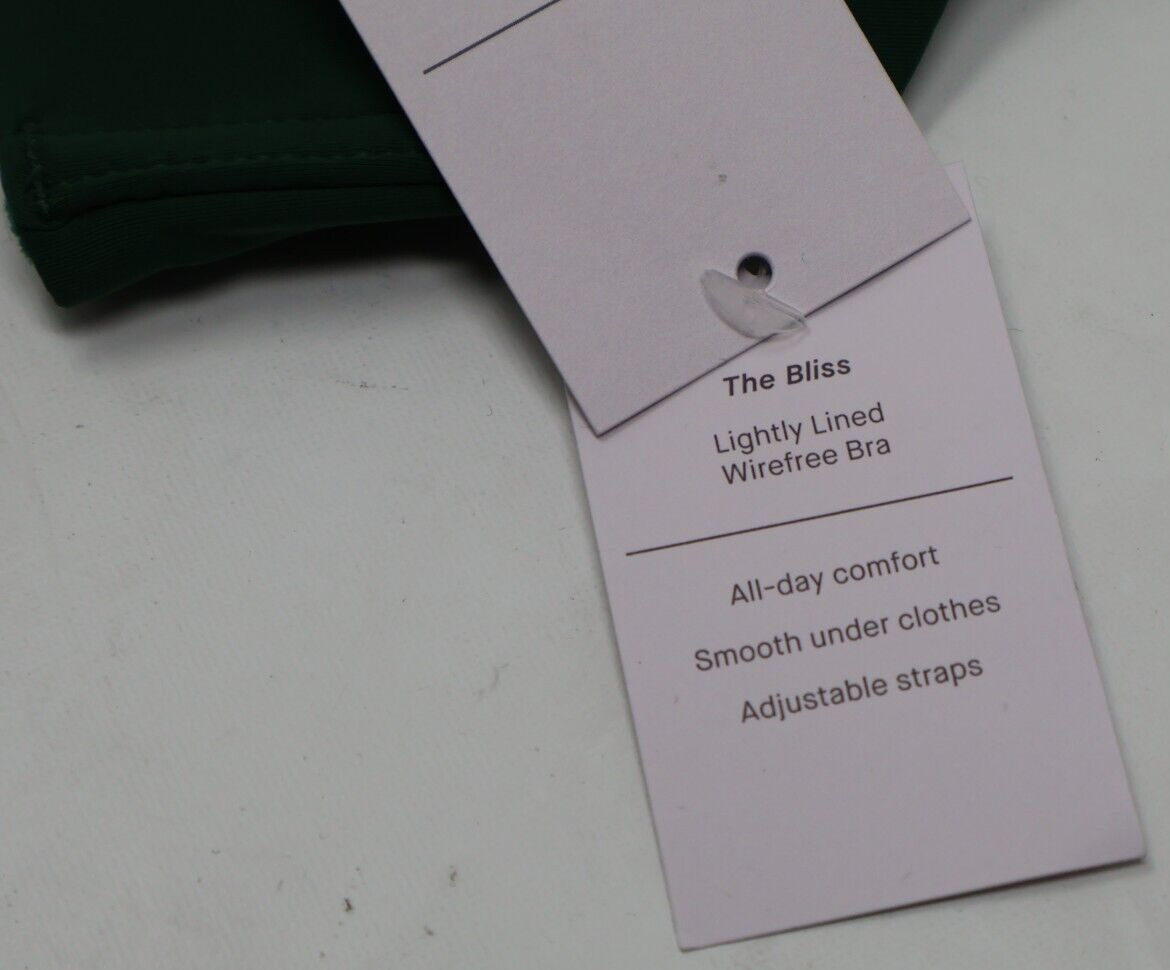 The Bliss
Lightly Lined
Wirefree Bra
All-day comfort
Smooth under clothes
Adjustable straps